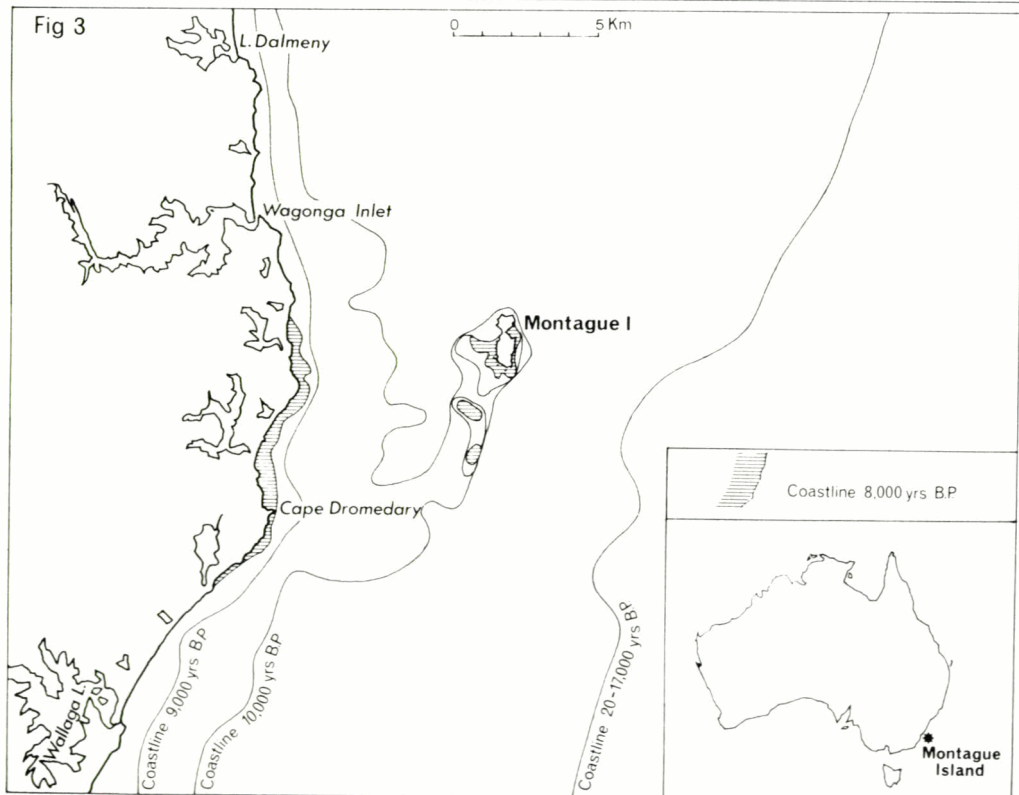 Fig 3
0 5 Km
L. Dalmeny
Wagonga Inlet
Montague I
Cape Dromedary
Wallaga L.
Coastline 9,000 yrs B.P.
Coastline 10,000 yrs B.P.
Coastline 20-17,000 yrs B.P.
Coastline 8,000 yrs B.P.
Montague
Island